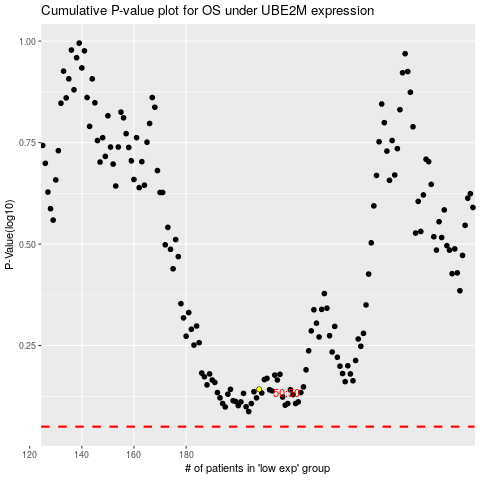 Cumulative P-value plot for OS under UBE2M expression
P-Value(log10)
1.00
0.75
0.50
0.25
120
140
160
180
# of patients in 'low exp' group